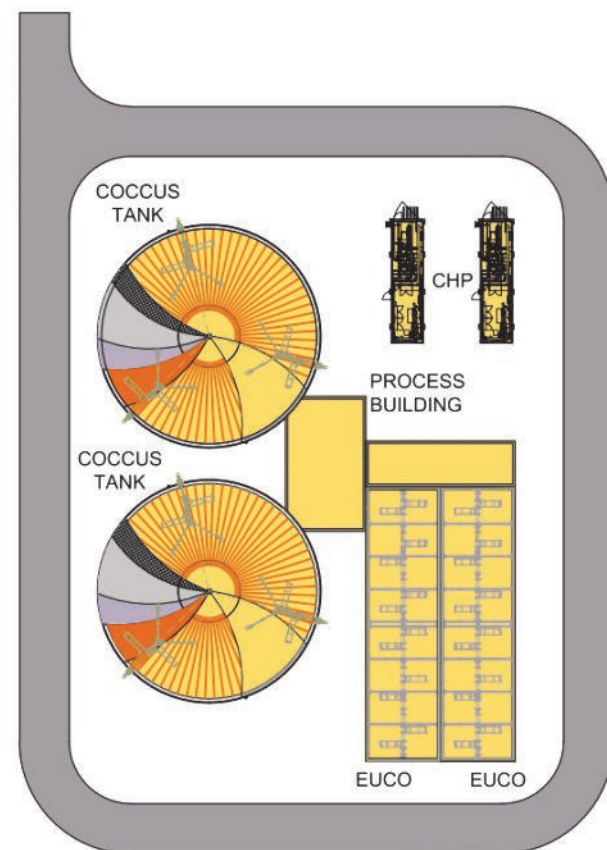 COCCUS
TANK
CHP
PROCESS
BUILDING
COCCUS
TANK
EUCO
EUCO